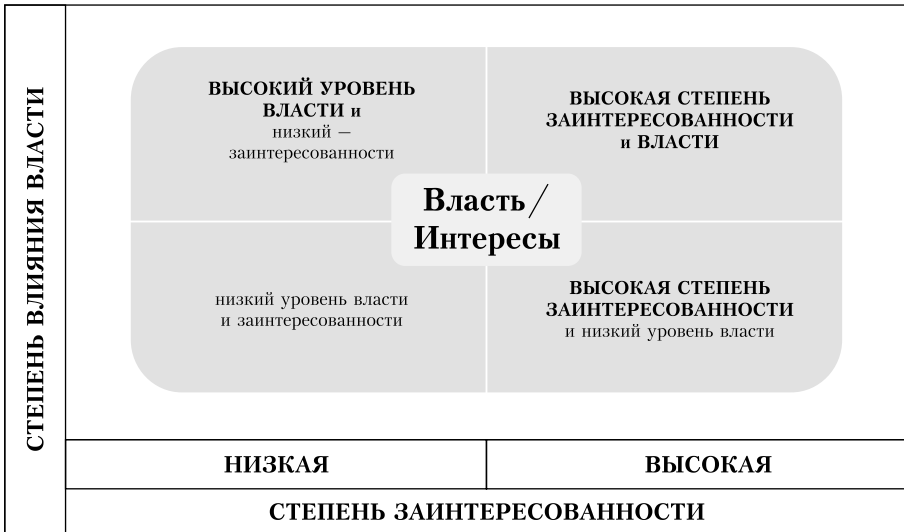 СТЕПЕНЬ ВЛИЯНИЯ ВЛАСТИ
ВЫСОКИЙ УРОВЕНЬ
ВЛАСТИ и
низкий —
заинтересованности
ВЫСОКАЯ СТЕПЕНЬ
ЗАИНТЕРЕСОВАННОСТИ
и ВЛАСТИ
Власть/
Интересы
низкий уровень власти
и заинтересованности
ВЫСОКАЯ СТЕПЕНЬ
ЗАИНТЕРЕСОВАННОСТИ
и низкий уровень власти
НИЗКАЯ
ВЫСОКАЯ
СТЕПЕНЬ ЗАИНТЕРЕСОВАННОСТИ